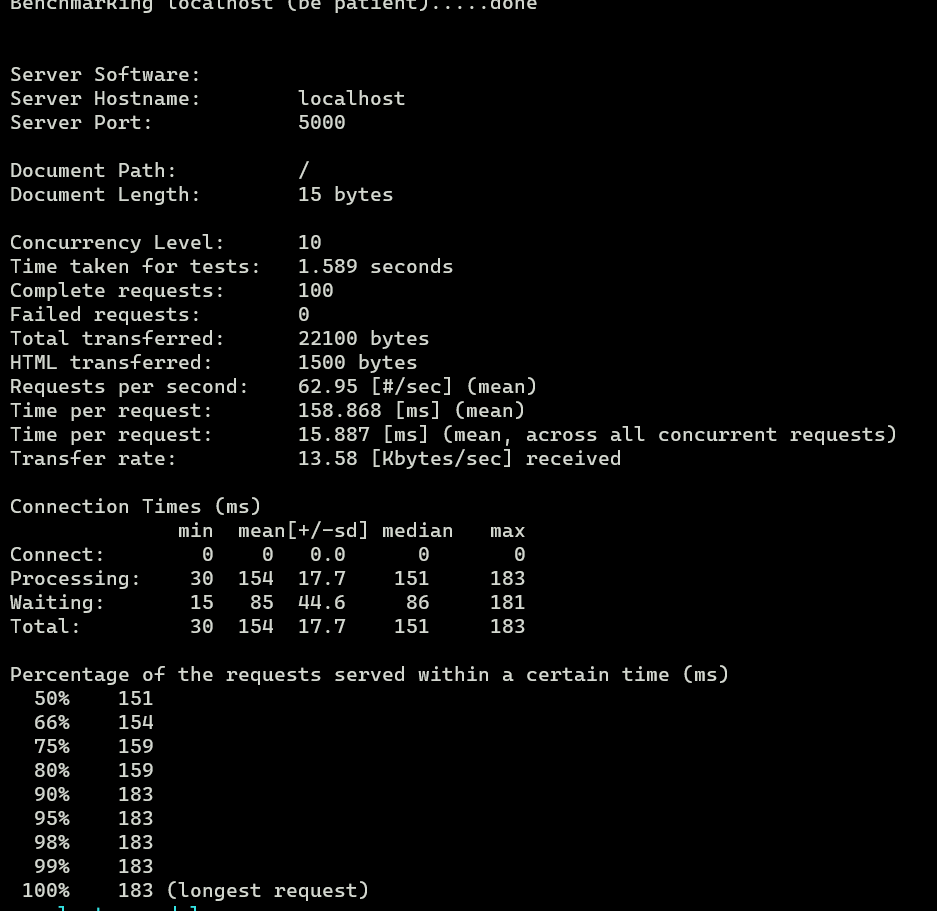 Benchmarking localhost (be patient).....done
Server Software:
Server Hostname:        localhost
Server Port:            5000
Document Path:          /
Document Length:        15 bytes
Concurrency Level:      10
Time taken for tests:   1.589 seconds
Complete requests:      100
Failed requests:        0
Total transferred:      22100 bytes
HTML transferred:       1500 bytes
Requests per second:    62.95 [#/sec] (mean)
Time per request:       158.868 [ms] (mean)
Time per request:       15.887 [ms] (mean, across all concurrent requests)
Transfer rate:          13.58 [Kbytes/sec] received
Connection Times (ms)
              min  mean[+/-sd] median   max
Connect:        0    0   0.0      0       0
Processing:    30  154  17.7    151     183
Waiting:       15   85  44.6     86     181
Total:         30  154  17.7    151     183
Percentage of the requests served within a certain time (ms)
  50%    151
  66%    154
  75%    159
  80%    159
  90%    183
  95%    183
  98%    183
  99%    183
 100%    183 (longest request)